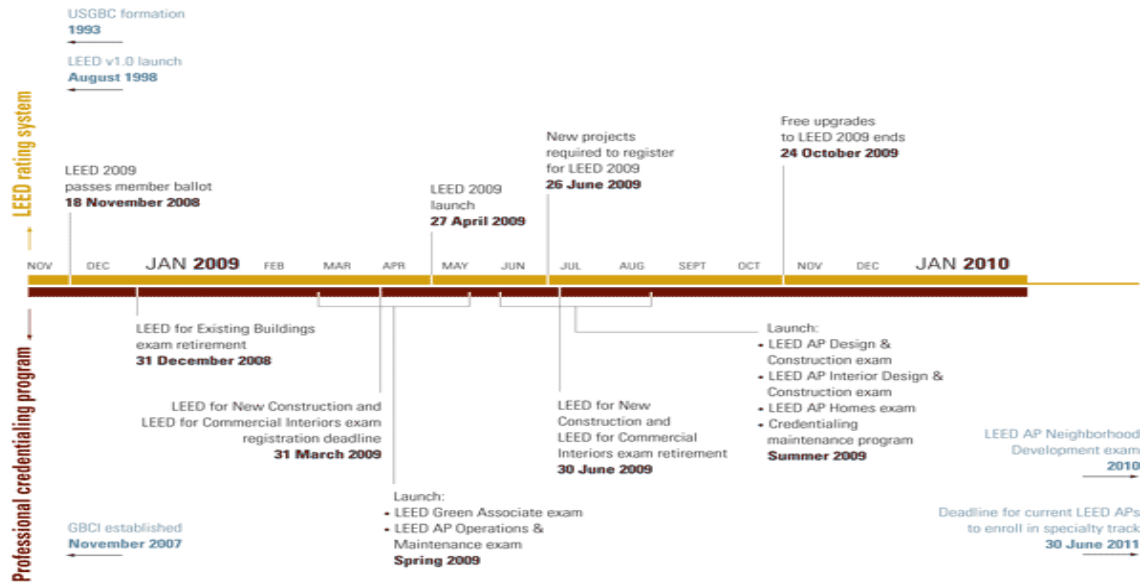 USGBC formation
1993
LEED v1.0 launch
August 1998
LEED rating system
LEED 2009
passes member ballot
18 November 2008
LEED 2009
launch
27 April 2009
New projects
required to register
for LEED 2009
26 June 2009
Free upgrades
to LEED 2009 ends
24 October 2009
NOV DEC JAN 2009 FEB MAR APR MAY JUN JUL AUG SEPT OCT NOV DEC JAN 2010
Professional credentialing program
LEED for Existing Buildings
exam retirement
31 December 2008
LEED for New Construction and
LEED for Commercial Interiors exam
registration deadline
31 March 2009
Launch:
• LEED Green Associate exam
• LEED AP Operations &
Maintenance exam
Spring 2009
LEED for New
Construction and
LEED for Commercial
Interiors exam retirement
30 June 2009
Launch:
• LEED AP Design &
Construction exam
• LEED AP Interior Design &
Construction exam
• LEED AP Homes exam
• Credentialing
maintenance program
Summer 2009
GBCI established
November 2007
LEED AP Neighborhood
Development exam
2010
Deadline for current LEED APs
to enroll in specialty track
30 June 2011